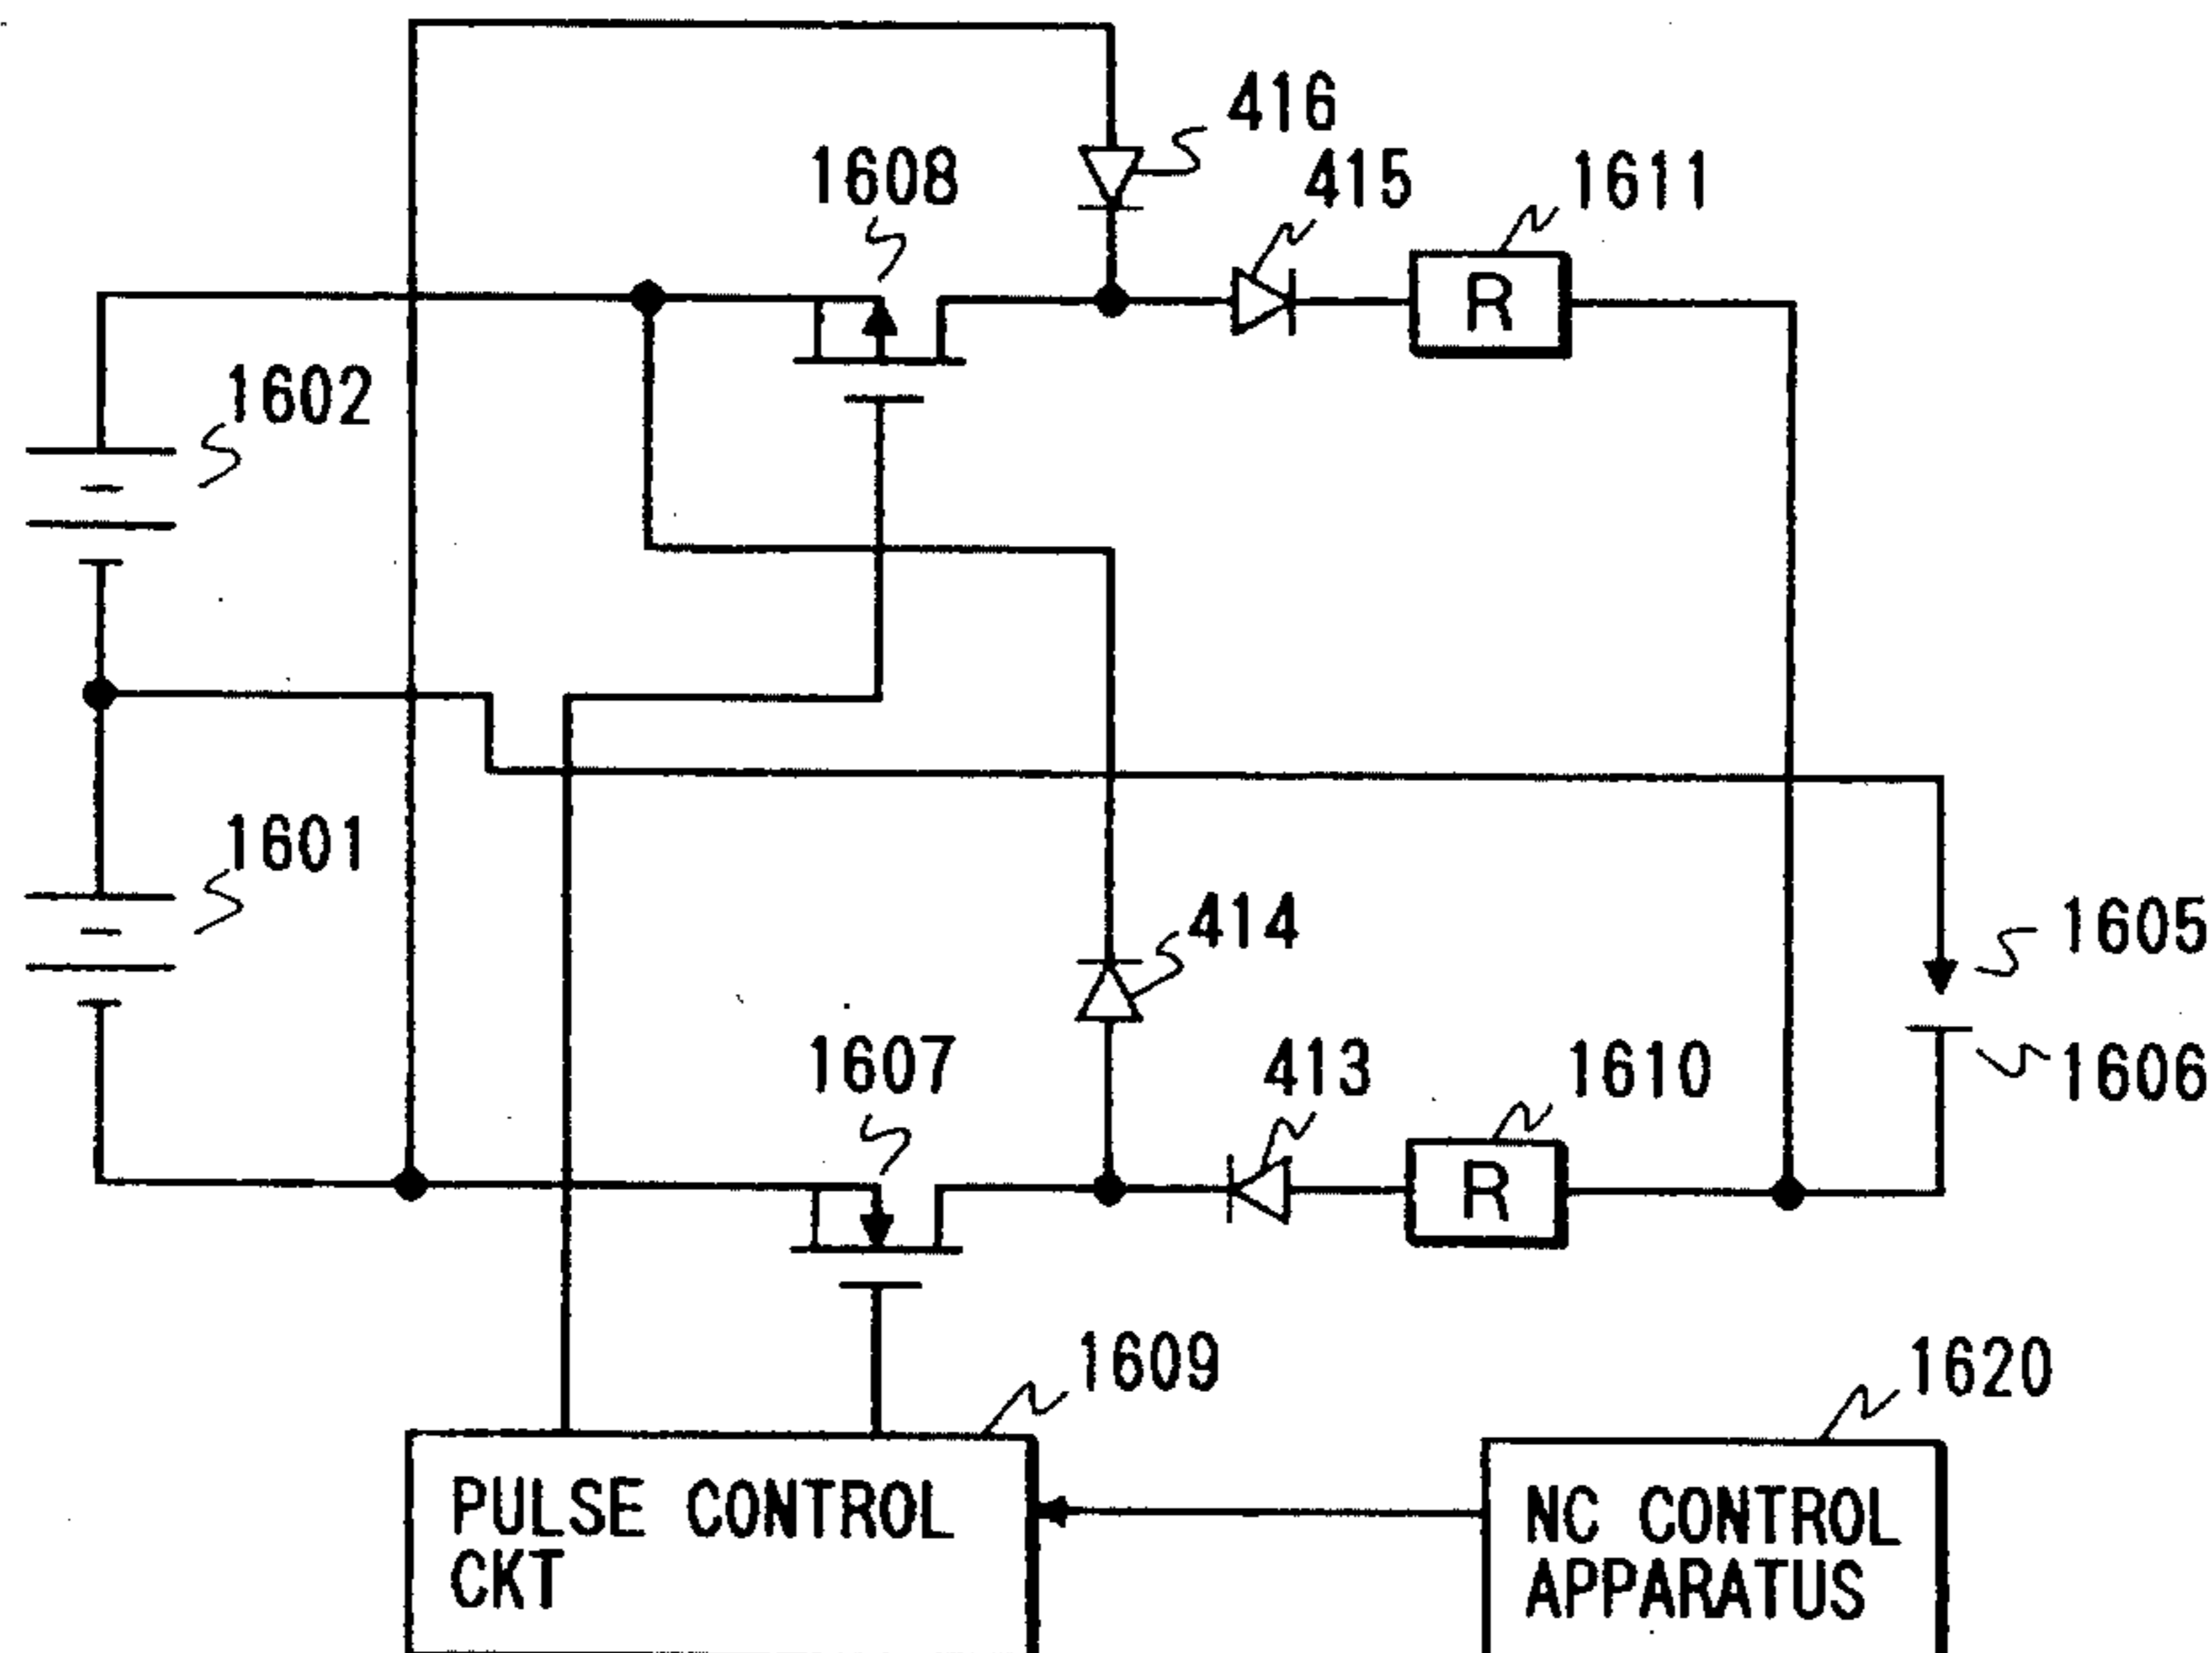 416
1608
415
1611
R
1602
1601
414
1605
1607
413
1610
1606
R
1609
1620
PULSE CONTROL
CKT
NC CONTROL
APPARATUS